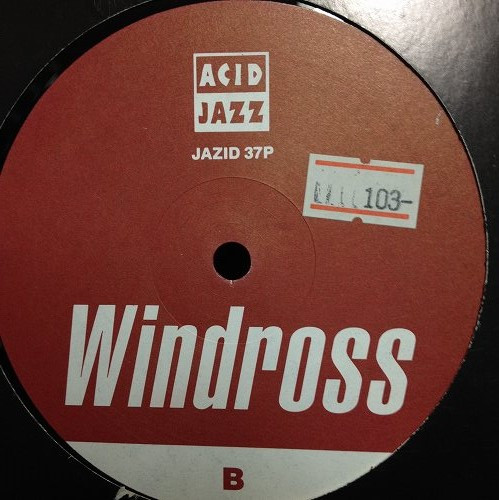 ACID
JAZZ
JAZID 37P
103-
Windross
B